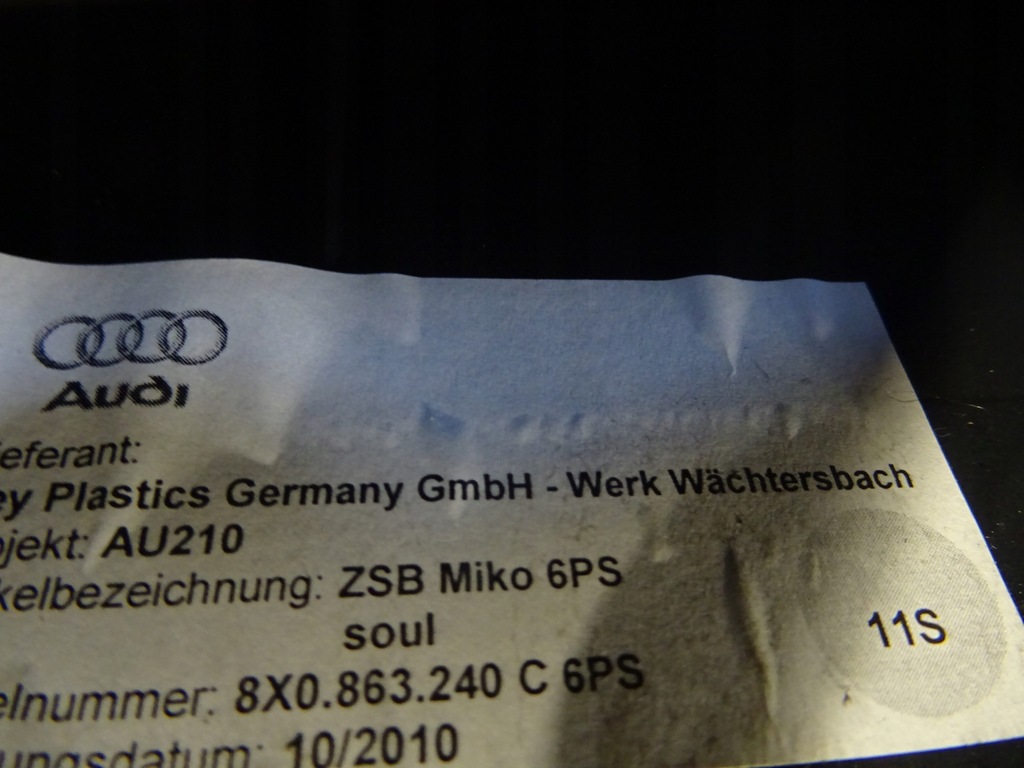 Audi
eferant:
ey Plastics Germany GmbH - Werk Wächtersbach
jekt: AU210
kelbezeichnung: ZSB Miko 6PS
soul
11S
elnummer: 8X0.863.240 C 6PS
ungsdatum: 10/2010